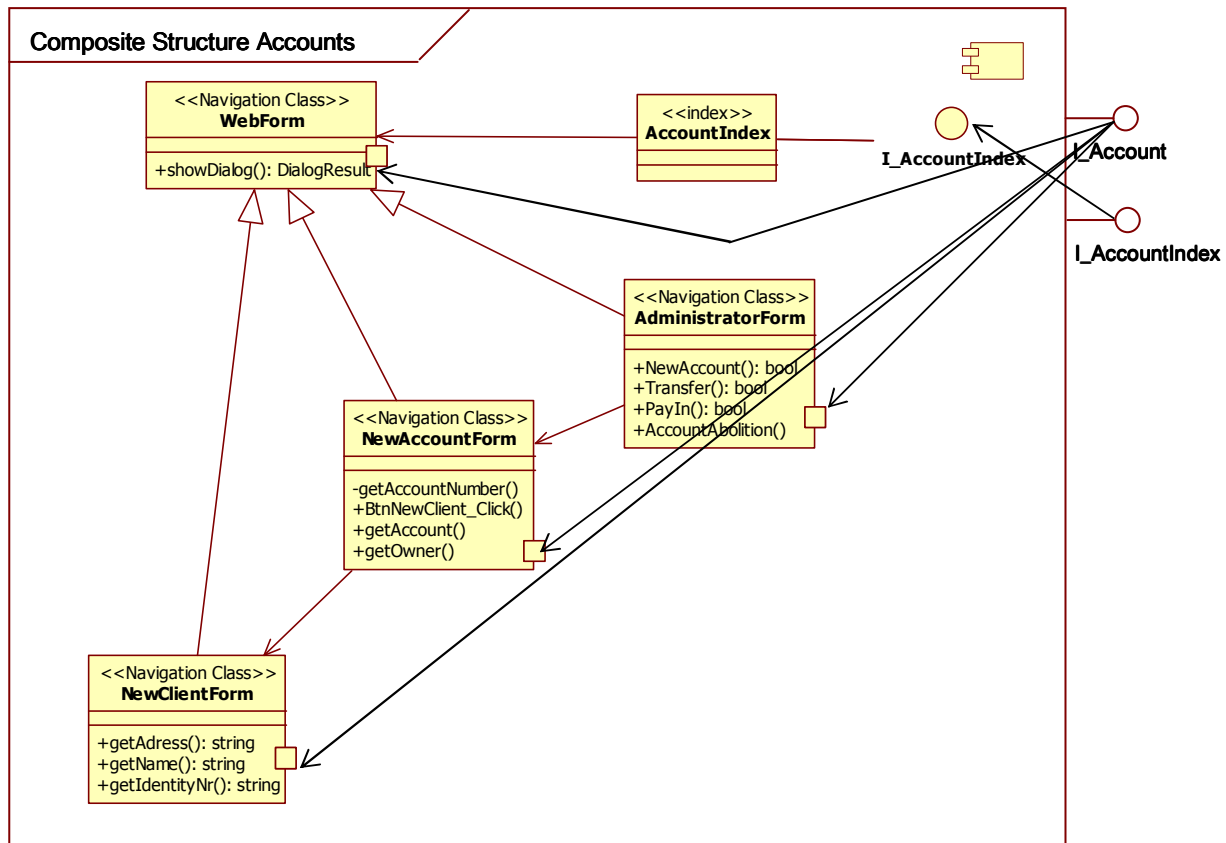 Composite Structure Accounts
<<Navigation Class>>
WebForm
+showDialog(): DialogResult
<<index>>
AccountIndex
I_AccountIndex
I_Account
I_AccountIndex
<<Navigation Class>>
AdministratorForm
+NewAccount(): bool
+Transfer(): bool
+PayIn(): bool
+AccountAbolition()
<<Navigation Class>>
NewAccountForm
-getAccountNumber()
+BtnNewClient_Click()
+getAccount()
+getOwner()
<<Navigation Class>>
NewClientForm
+getAdress(): string
+getName(): string
+getIdentityNr(): string